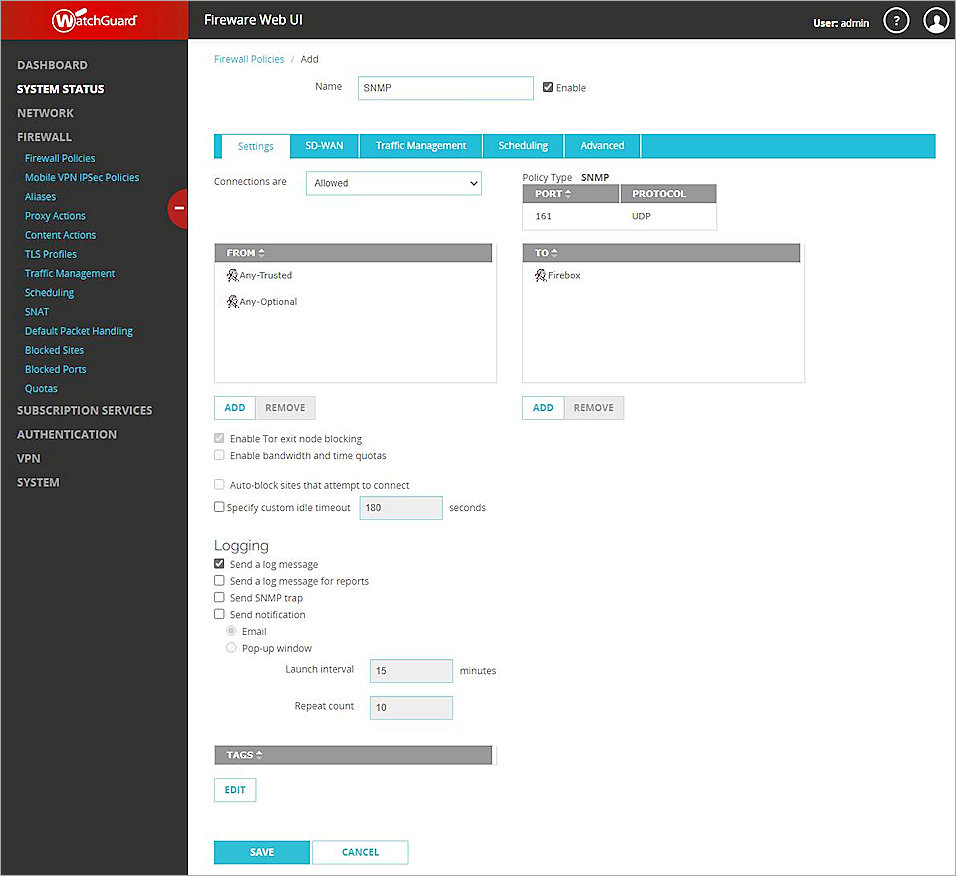 WatchGuard
Fireware Web UI
User: admin
?
DASHBOARD
SYSTEM STATUS
NETWORK
FIREWALL
Firewall Policies
Mobile VPN IPSec Policies
Aliases
Proxy Actions
Content Actions
TLS Profiles
Traffic Management
Scheduling
SNAT
Default Packet Handling
Blocked Sites
Blocked Ports
Quotas
SUBSCRIPTION SERVICES
AUTHENTICATION
VPN
SYSTEM
Firewall Policies / Add
Name SNMP Enable
Settings SD-WAN Traffic Management Scheduling Advanced
Connections are Allowed
Policy Type SNMP
PORT PROTOCOL
161 UDP
FROM
Any-Trusted
Any-Optional
ADD REMOVE
TO
Firebox
ADD REMOVE
Enable Tor exit node blocking
Enable bandwidth and time quotas
Auto-block sites that attempt to connect
Specify custom idle timeout 180 seconds
Logging
Send a log message
Send a log message for reports
Send SNMP trap
Send notification
Email
Pop-up window
Launch interval 15 minutes
Repeat count 10
TAGS
EDIT
SAVE CANCEL